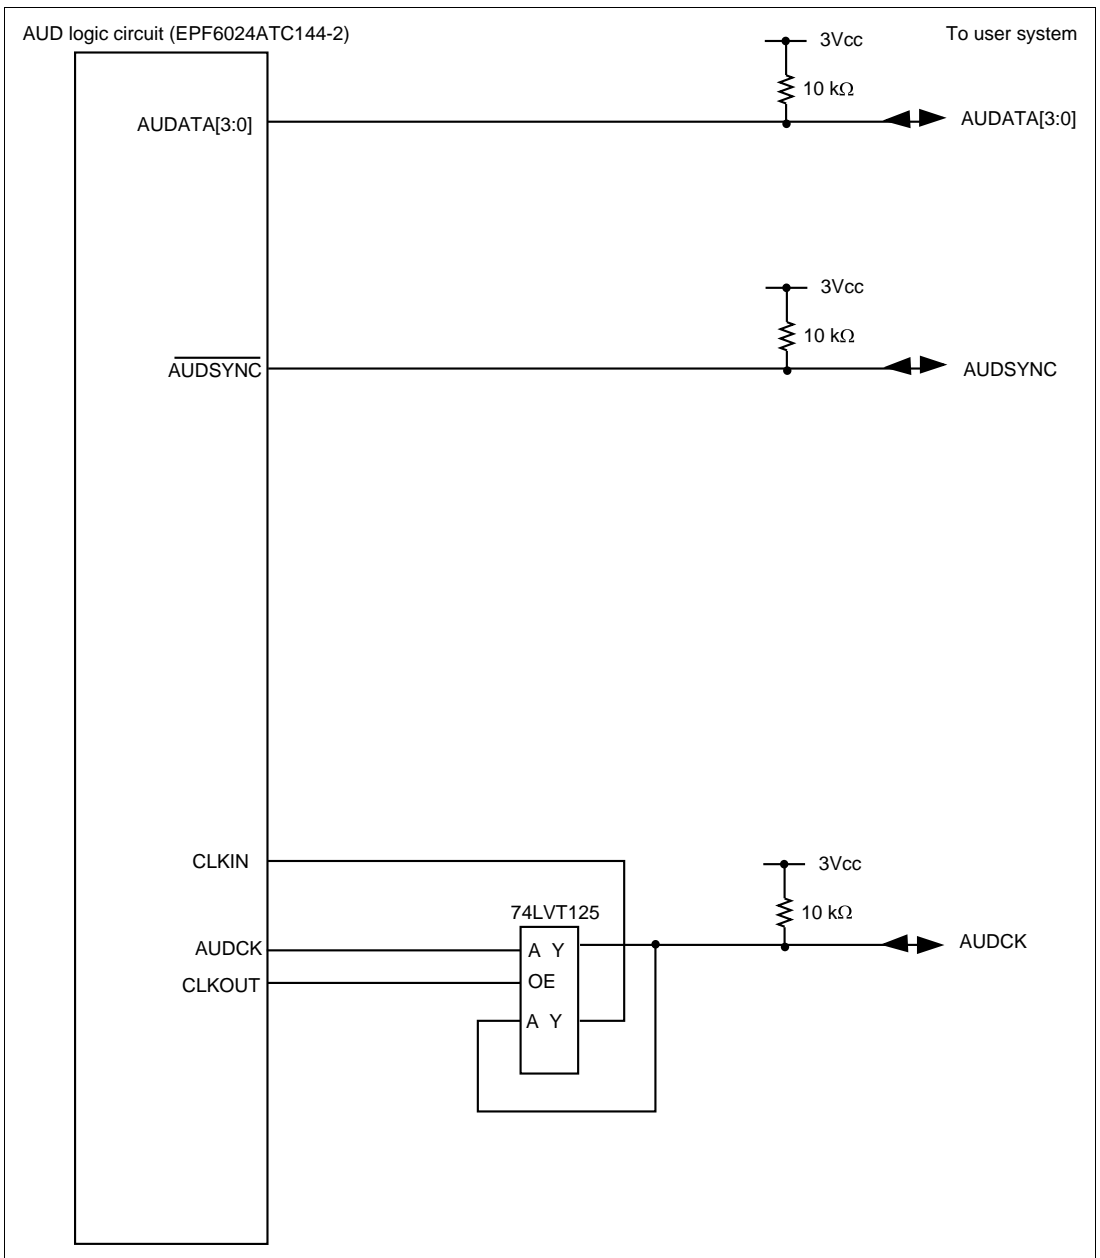 AUD logic circuit (EPF6024ATC144-2)
To user system
3Vcc
10 kΩ
AUDATA[3:0]
AUDATA[3:0]
3Vcc
10 kΩ
AUDSYNC
AUDSYNC
CLKIN
3Vcc
10 kΩ
74LVT125
AUDCK
A Y
AUDCK
CLKOUT
OE
A Y